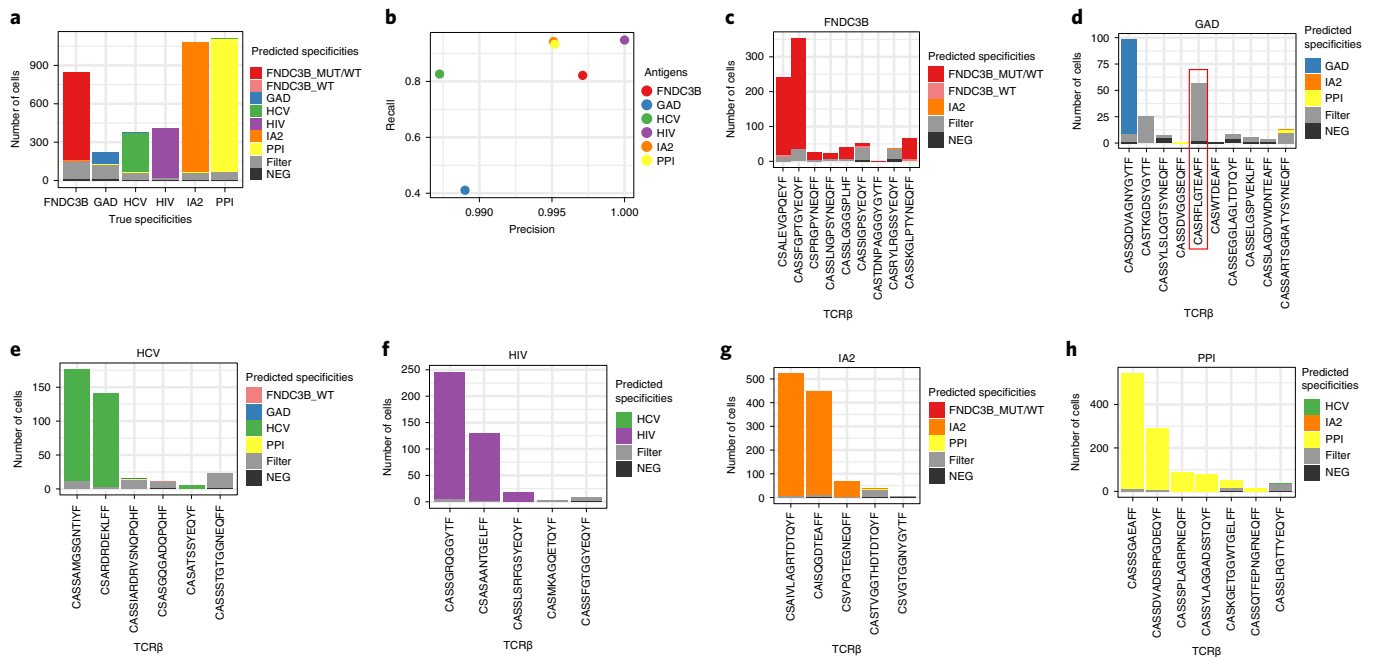 a
Number of cells
900
600
300
0
FNDC3B GAD HCV HIV IA2 PPI
True specificities
Predicted specificities
FNDC3B_MUT/WT
FNDC3B_WT
GAD
HCV
HIV
IA2
PPI
Filter
NEG
b
Recall
0.8
0.6
0.4
0.990 0.995 1.000
Precision
Antigens
FNDC3B
GAD
HCV
HIV
IA2
PPI
c
FNDC3B
Number of cells
300
200
100
0
CSALEVGPQEYF
CASSFGPTGYEQYF
CSPRGPYNEQFF
CASSLNGPSYNEQFF
CASSLGGGSPLHF
CASSIGPSYEQYF
CASTDNPAGGGYGYTF
CASRYLRGSSYEQYF
CASSKGLPTYNEQFF
TCRβ
Predicted specificities
FNDC3B_MUT/WT
FNDC3B_WT
IA2
Filter
NEG
d
GAD
Number of cells
100
75
50
25
0
CASSQDVAGNYGYTF
CASTKGDSYGYTF
CASSYLSLQGTSYNEQFF
CASSDVGGSEQFF
CASRFLGTEAFF
CASWTDEAFF
CASSEGGLAGLTDTQYF
CASSELGSPVEKLFF
CASSLAGDVWDNTEAFF
CASSARTSGRATYSYNEQFF
TCRβ
Predicted
specificities
GAD
IA2
PPI
Filter
NEG
e
HCV
Number of cells
150
100
50
0
CASSAMGSGNTIYF
CSARDRDEKLFF
CASSIARDRVSNQPQHF
CSASGQGADQPQHF
CASATSSYEQYF
CASSSTGTGGNEQFF
TCRβ
Predicted specificities
FNDC3B_WT
GAD
HCV
PPI
Filter
NEG
f
HIV
Number of cells
250
200
150
100
50
0
CASSGRQGGYTF
CSAAANTGELFF
CASSLSRFGSYEQYF
CASMKAGQETQYF
CASSFGTGGYEQYF
TCRβ
Predicted
specificities
HCV
HIV
Filter
NEG
g
IA2
Number of cells
500
400
300
200
100
0
CSAIVLAGRTDTQYF
CAISQGDTEAFF
CSVPGTEGNEQFF
CASTVGGTHDTDTQYF
CSVGTGGNYGYTF
TCRβ
Predicted specificities
FNDC3B_MUT/WT
IA2
PPI
Filter
NEG
h
PPI
Number of cells
400
200
0
CASSSGAEAFF
CASSDVADSRPGDEQYF
CASSSPLAGRPNEQFF
CASSYLAGGADSSTQYF
CASKGETGGWTGELFF
CASSQTFEPNGFNEQFF
CASSLRGTTYEQYF
TCRβ
Predicted
specificities
HCV
IA2
PPI
Filter
NEG